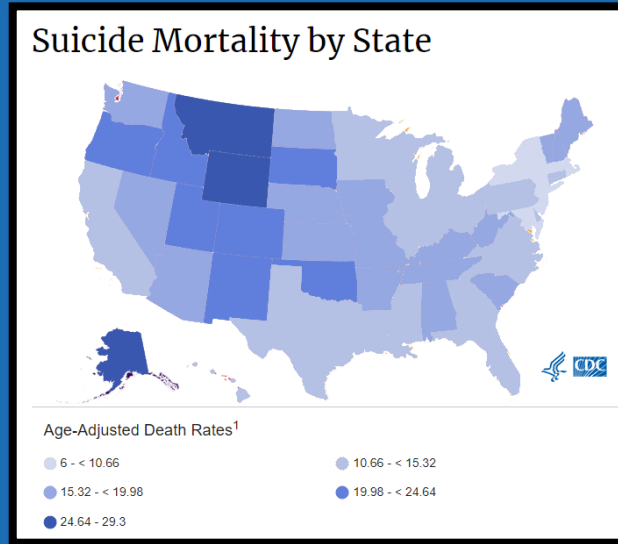 Suicide Mortality by State
CDC
Age-Adjusted Death Rates1
6 - < 10.66
10.66 - < 15.32
15.32 - < 19.98
19.98 - < 24.64
24.64 - 29.3